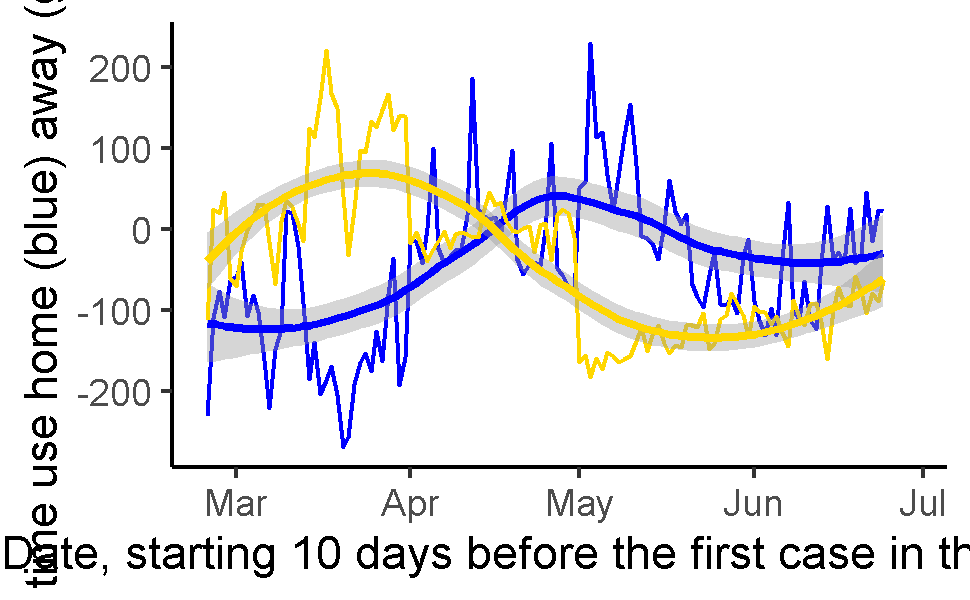 time use home (blue) away (
200
100
0
-100
-200
Mar Apr May Jun Jul
Date, starting 10 days before the first case in th